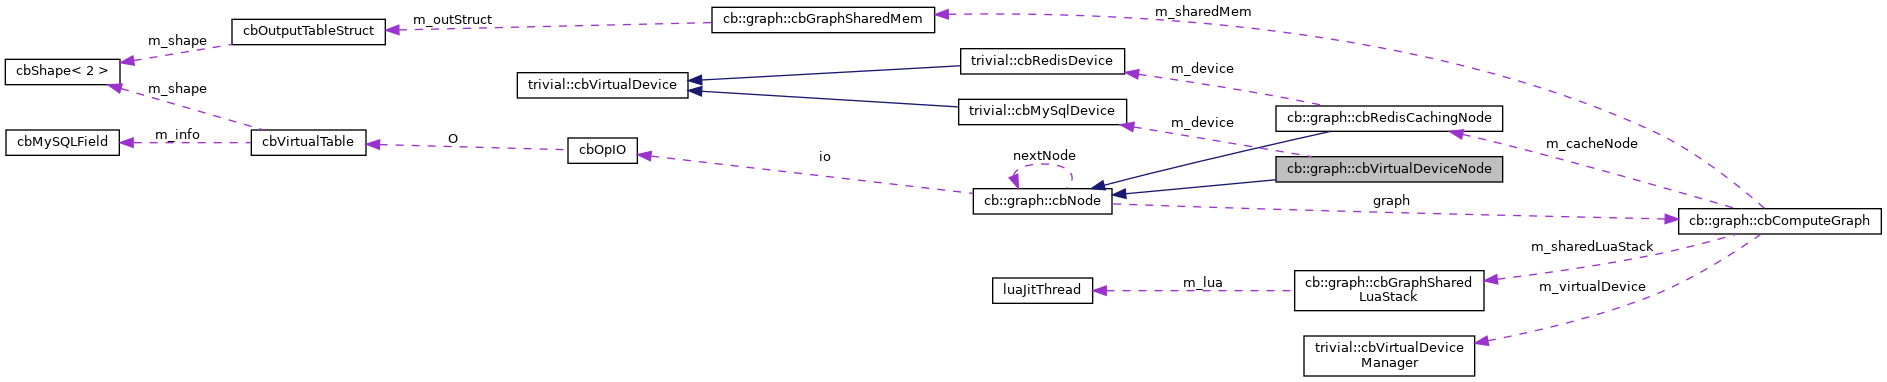 m_sharedMem
m_outStruct
cb::graph::cbGraphSharedMem
cbOutputTableStruct
m_shape
cbShape< 2 >
trivial::cbRedisDevice
m_device
trivial::cbVirtualDevice
m_shape
trivial::cbMySqlDevice
m_device
cb::graph::cbRedisCachingNode
m_info
O
cbMySQLField
cbVirtualTable
cbOpIO
io
nextNode
m_cacheNode
cb::graph::cbVirtualDeviceNode
cb::graph::cbNode
graph
cb::graph::cbComputeGraph
m_sharedLuaStack
luaJitThread
m_lua
cb::graph::cbGraphShared
LuaStack
m_virtualDevice
trivial::cbVirtualDevice
Manager